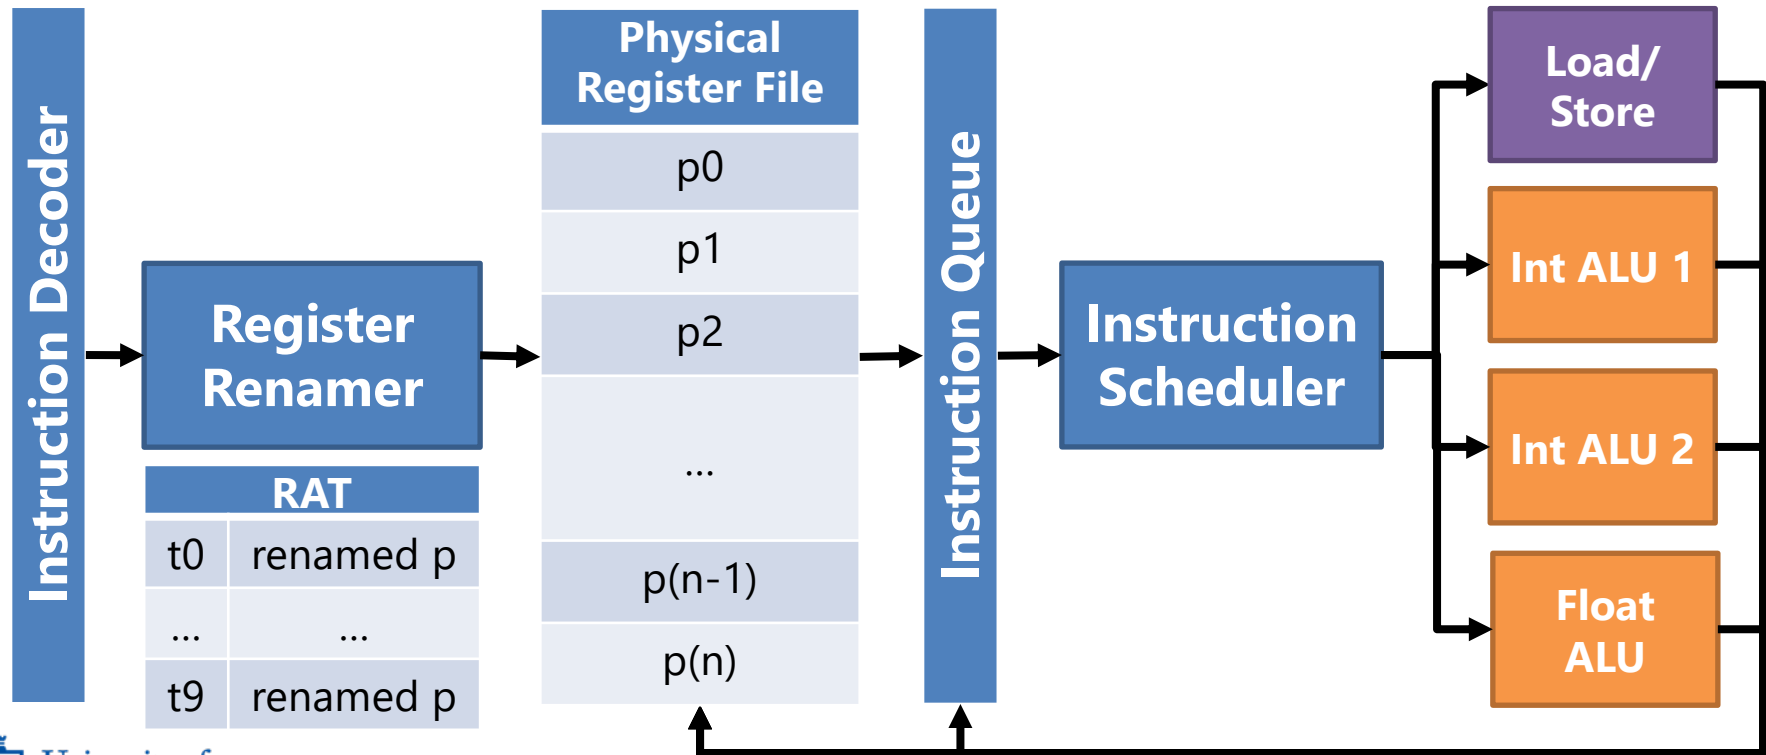 Instruction Decoder
Register
Renamer
RAT
t0 renamed p
... ...
t9 renamed p
Physical
Register File
p0
p1
p2
...
p(n-1)
p(n)
Instruction Queue
Instruction
Scheduler
Load/
Store
Int ALU 1
Int ALU 2
Float
ALU